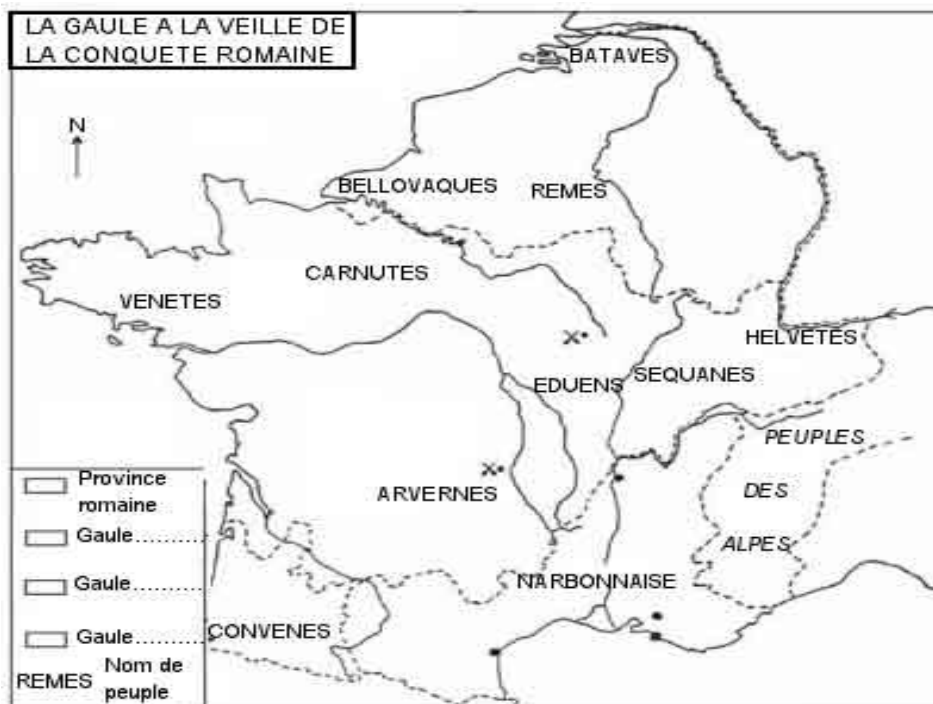 LA GAULE A LA VEILLE DE
LA CONQUETE ROMAINE
N
BATAVES
BELLOVAQUES
REMES
CARNUTES
VENETES
HELVETES
EDUENS
SEQUANES
PEUPLES
DES
ALPES
ARVERNES
NARBONNAISE
CONVENES
Province
romaine
Gaule............
Gaule............
Gaule............
REMES Nom de
peuple